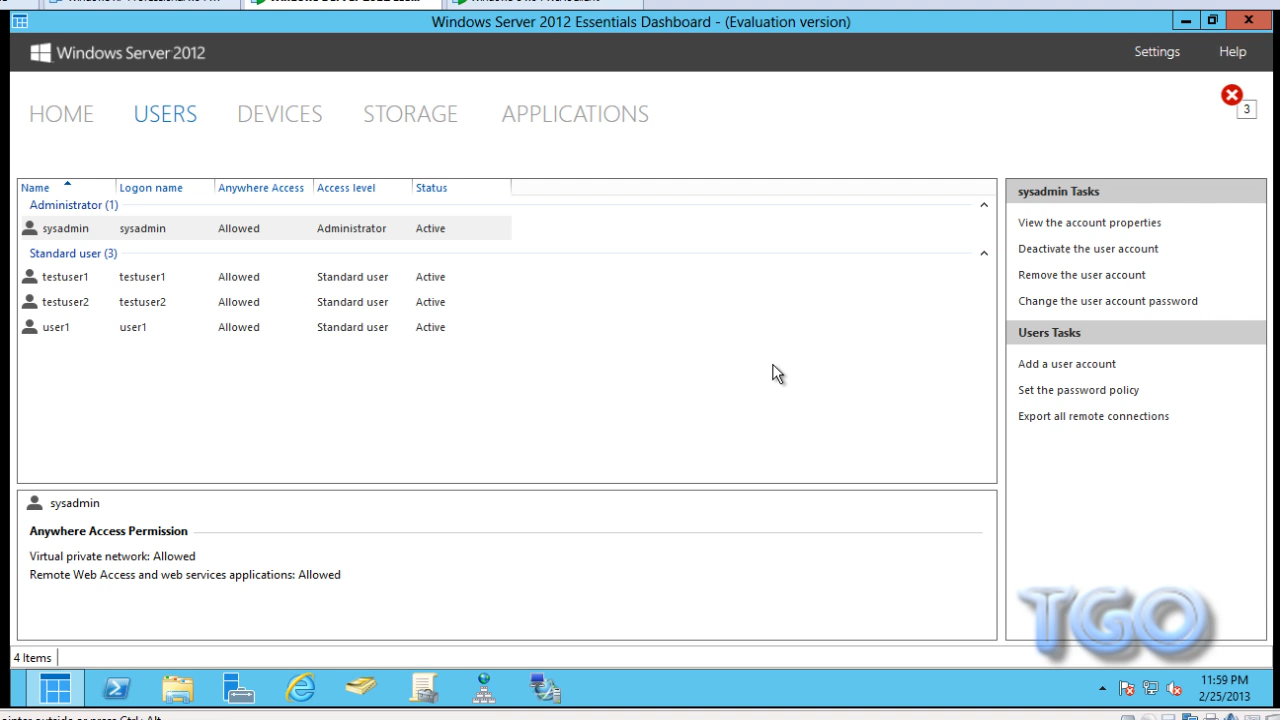 Windows Server 2012 Essentials Dashboard - (Evaluation version)
Windows Server 2012
Settings
Help
HOME
USERS
DEVICES
STORAGE
APPLICATIONS
3
Name
Logon name
Anywhere Access
Access level
Status
Administrator (1)
sysadmin sysadmin Allowed Administrator Active
Standard user (3)
testuser1 testuser1 Allowed Standard user Active
testuser2 testuser2 Allowed Standard user Active
user1 user1 Allowed Standard user Active
sysadmin Tasks
View the account properties
Deactivate the user account
Remove the user account
Change the user account password
Users Tasks
Add a user account
Set the password policy
Export all remote connections
sysadmin
Anywhere Access Permission
Virtual private network: Allowed
Remote Web Access and web services applications: Allowed
TGO
4 Items
11:59 PM
2/25/2013